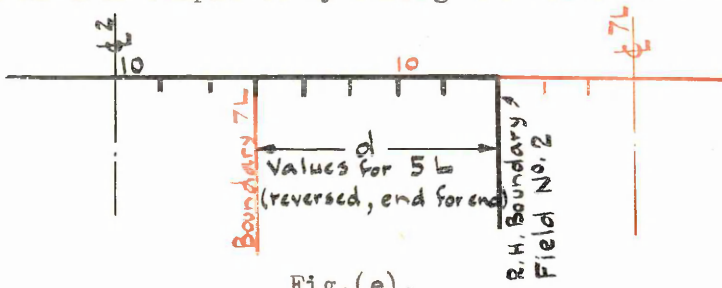 ℄ 2
10
10
℄ 7L
Boundary 7L
d
Values for 5L
(reversed, end for end)
R.H. Boundary,
Field No. 2
Fig.(e).